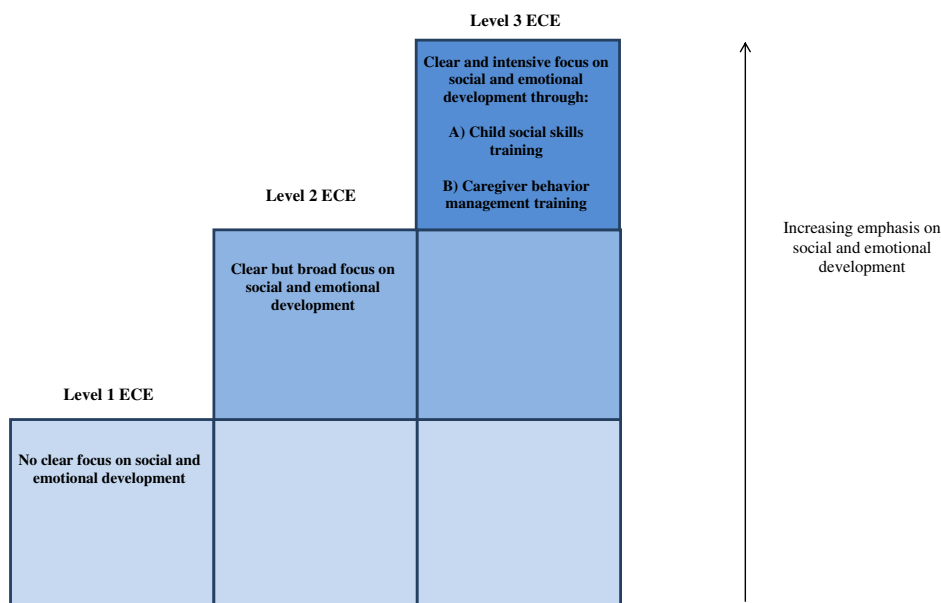 Level 3 ECE
Clear and intensive focus on
social and emotional
development through:
A) Child social skills
training
B) Caregiver behavior
management training
Level 2 ECE
Clear but broad focus on
social and emotional
development
Level 1 ECE
No clear focus on social and
emotional development
Increasing emphasis on
social and emotional
development